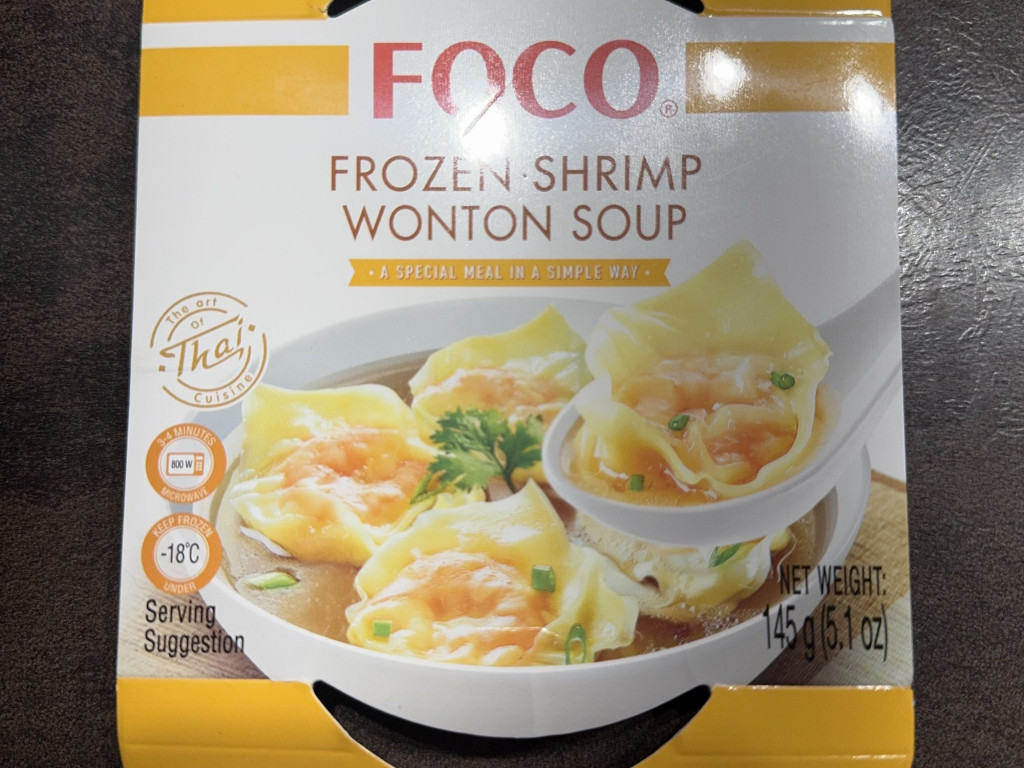 FOCO®
FROZEN SHRIMP
WONTON SOUP
• A SPECIAL MEAL IN A SIMPLE WAY •
The art
Of
Thai
Cuisine
3-4 MINUTES
800 W
MICROWAVE
KEEP FROZEN
-18°C
UNDER
Serving
Suggestion
NET WEIGHT:
145 g (5.1 oz)